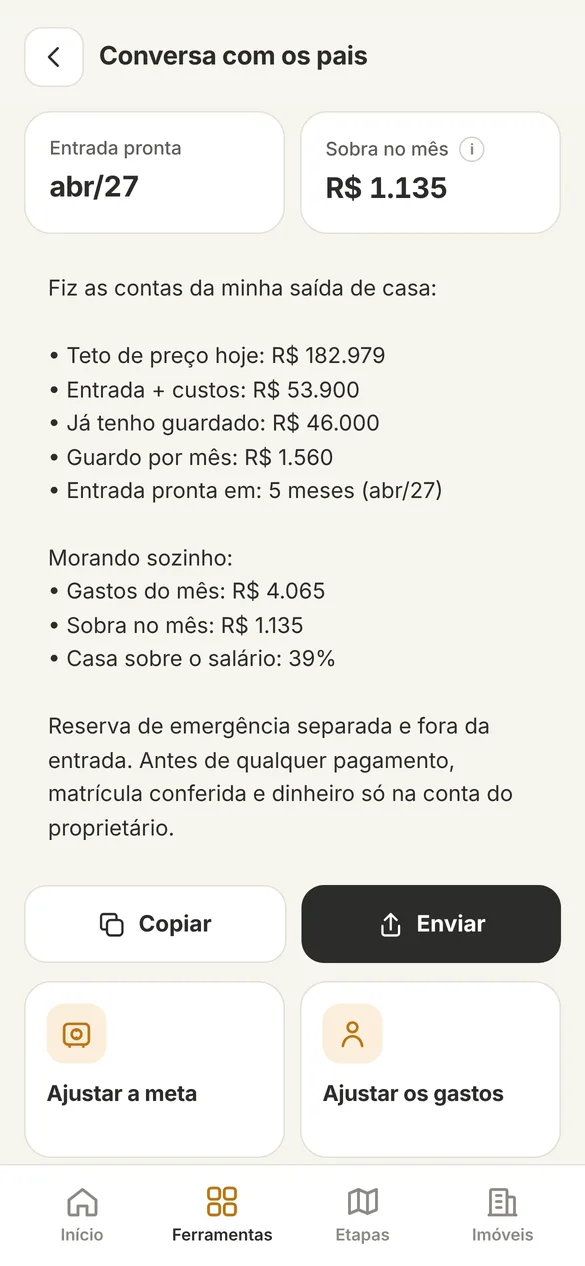 Conversa com os pais
Entrada pronta
abr/27
Sobra no mês i
R$ 1.135
Fiz as contas da minha saída de casa:
• Teto de preço hoje: R$ 182.979
• Entrada + custos: R$ 53.900
• Já tenho guardado: R$ 46.000
• Guardo por mês: R$ 1.560
• Entrada pronta em: 5 meses (abr/27)
Morando sozinho:
• Gastos do mês: R$ 4.065
• Sobra no mês: R$ 1.135
• Casa sobre o salário: 39%
Reserva de emergência separada e fora da
entrada. Antes de qualquer pagamento,
matrícula conferida e dinheiro só na conta do
proprietário.
Copiar
Enviar
Ajustar a meta
Ajustar os gastos
Início
Ferramentas
Etapas
Imóveis